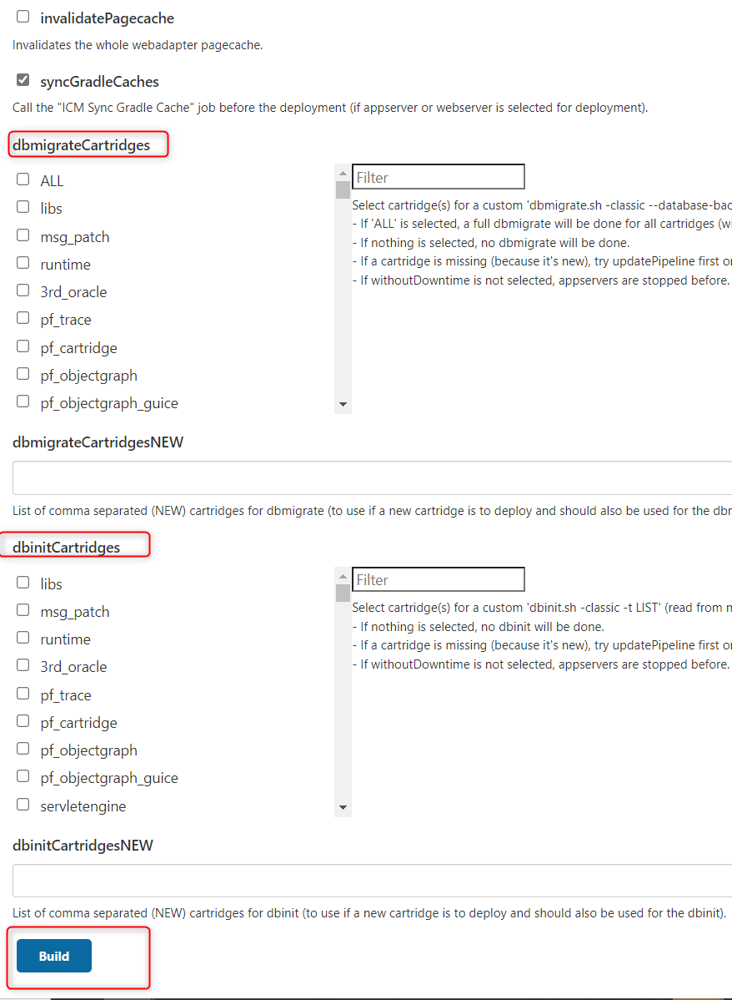 invalidatePagecache
Invalidates the whole webadapter pagecache.
syncGradleCaches
Call the "ICM Sync Gradle Cache" job before the deployment (if appserver or webserver is selected for deployment).
dbmigrateCartridges
ALL
libs
msg_patch
runtime
3rd_oracle
pf_trace
pf_cartridge
pf_objectgraph
pf_objectgraph_guice
Filter
Select cartridge(s) for a custom 'dbmigrate.sh -classic --database-bac
- If 'ALL' is selected, a full dbmigrate will be done for all cartridges (wi
- If nothing is selected, no dbmigrate will be done.
- If a cartridge is missing (because it's new), try updatePipeline first or
- If withoutDowntime is not selected, appservers are stopped before.
dbmigrateCartridgesNEW
List of comma separated (NEW) cartridges for dbmigrate (to use if a new cartridge is to deploy and should also be used for the dbm
dbinitCartridges
libs
msg_patch
runtime
3rd_oracle
pf_trace
pf_cartridge
pf_objectgraph
pf_objectgraph_guice
servletengine
Filter
Select cartridge(s) for a custom 'dbinit.sh -classic -t LIST' (read from m
- If nothing is selected, no dbinit will be done.
- If a cartridge is missing (because it's new), try updatePipeline first or
- If withoutDowntime is not selected, appservers are stopped before.
dbinitCartridgesNEW
List of comma separated (NEW) cartridges for dbinit (to use if a new cartridge is to deploy and should also be used for the dbinit).
Build